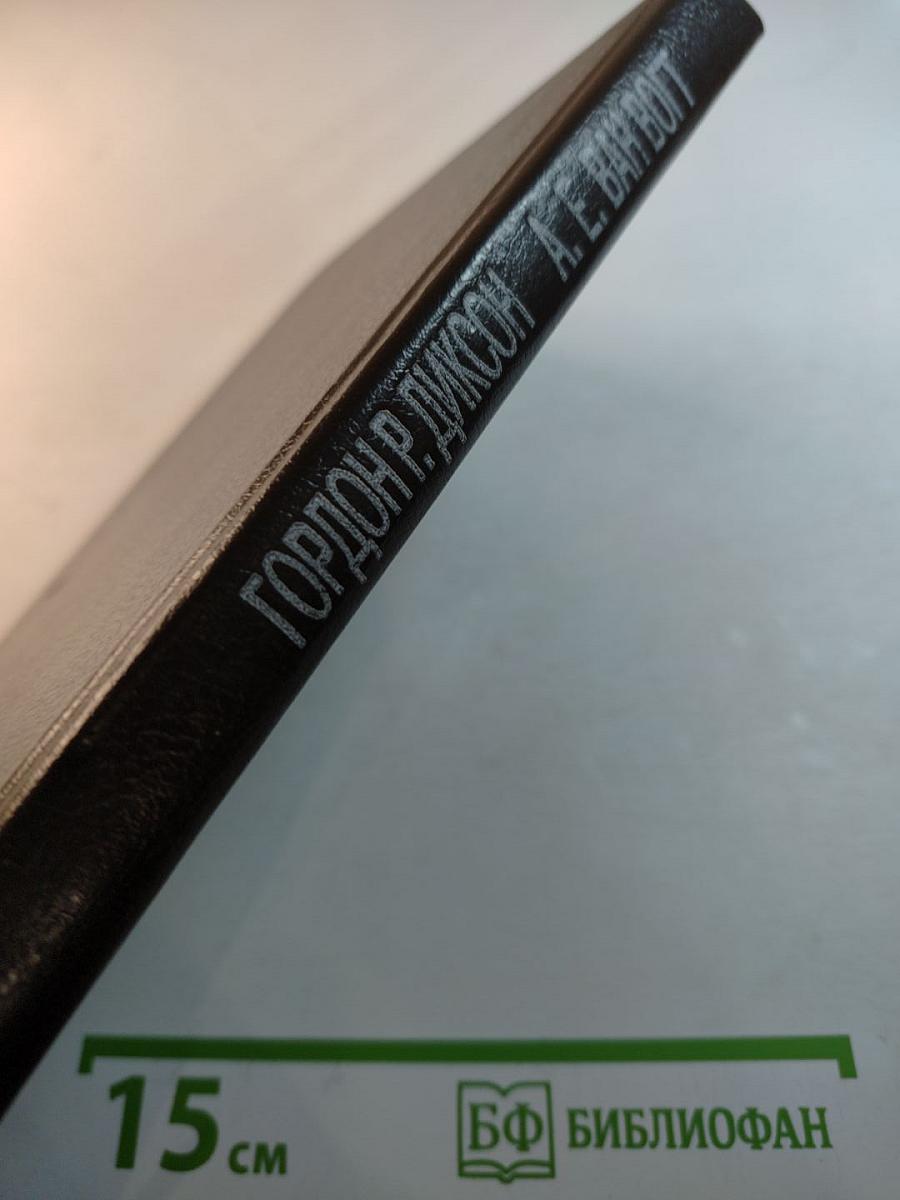 ГОРДОН Р. ДИКСОН А. Е. ВАН ВОГТ
15 см
БФ БИБЛИОФАН